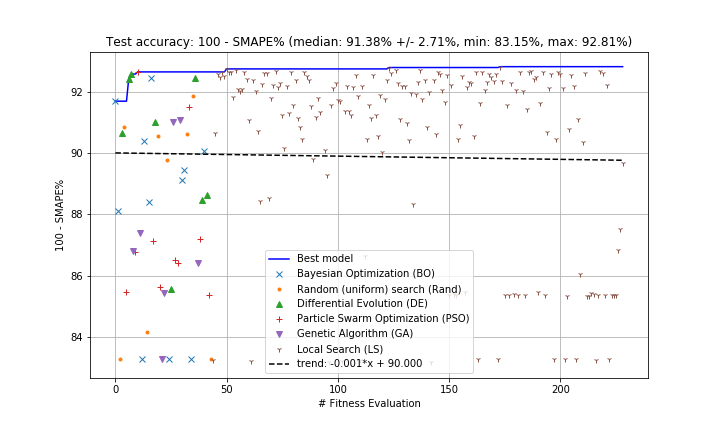 Test accuracy: 100 - SMAPE% (median: 91.38% +/- 2.71%, min: 83.15%, max: 92.81%)
100 - SMAPE%
92
90
88
86
84
Best model
Bayesian Optimization (BO)
Random (uniform) search (Rand)
Differential Evolution (DE)
Particle Swarm Optimization (PSO)
Genetic Algorithm (GA)
Local Search (LS)
trend: -0.001*x + 90.000
0
50
100
150
200
# Fitness Evaluation